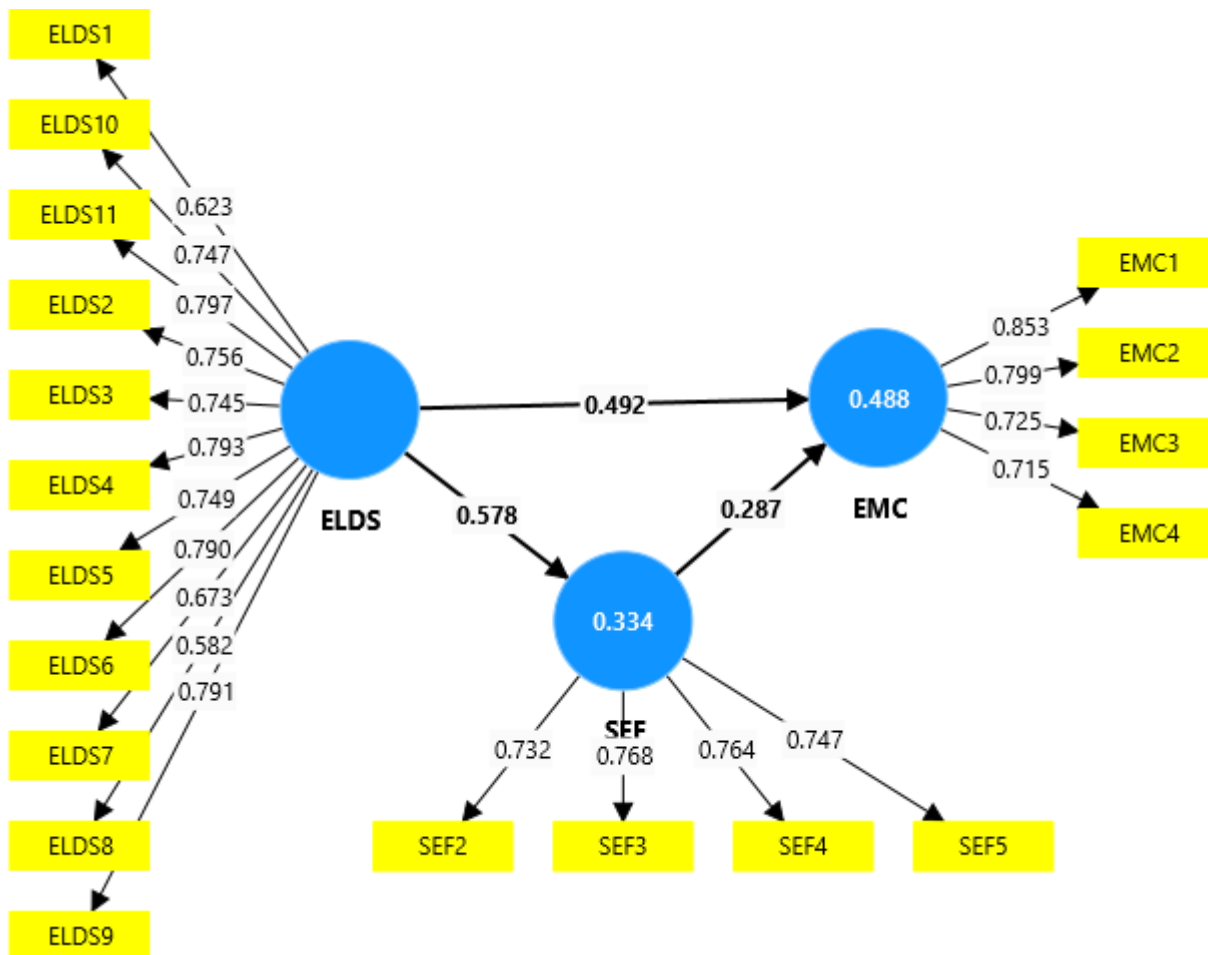 ELDS1
ELDS10
ELDS11
ELDS2
ELDS3
ELDS4
ELDS5
ELDS6
ELDS7
ELDS8
ELDS9
0.623
0.747
0.797
0.756
0.745
0.793
0.749
0.790
0.673
0.582
0.791
ELDS
0.492
0.578
0.287
0.488
EMC
0.853
0.799
0.725
0.715
EMC1
EMC2
EMC3
EMC4
0.334
SEF
0.732
0.768
0.764
0.747
SEF2
SEF3
SEF4
SEF5